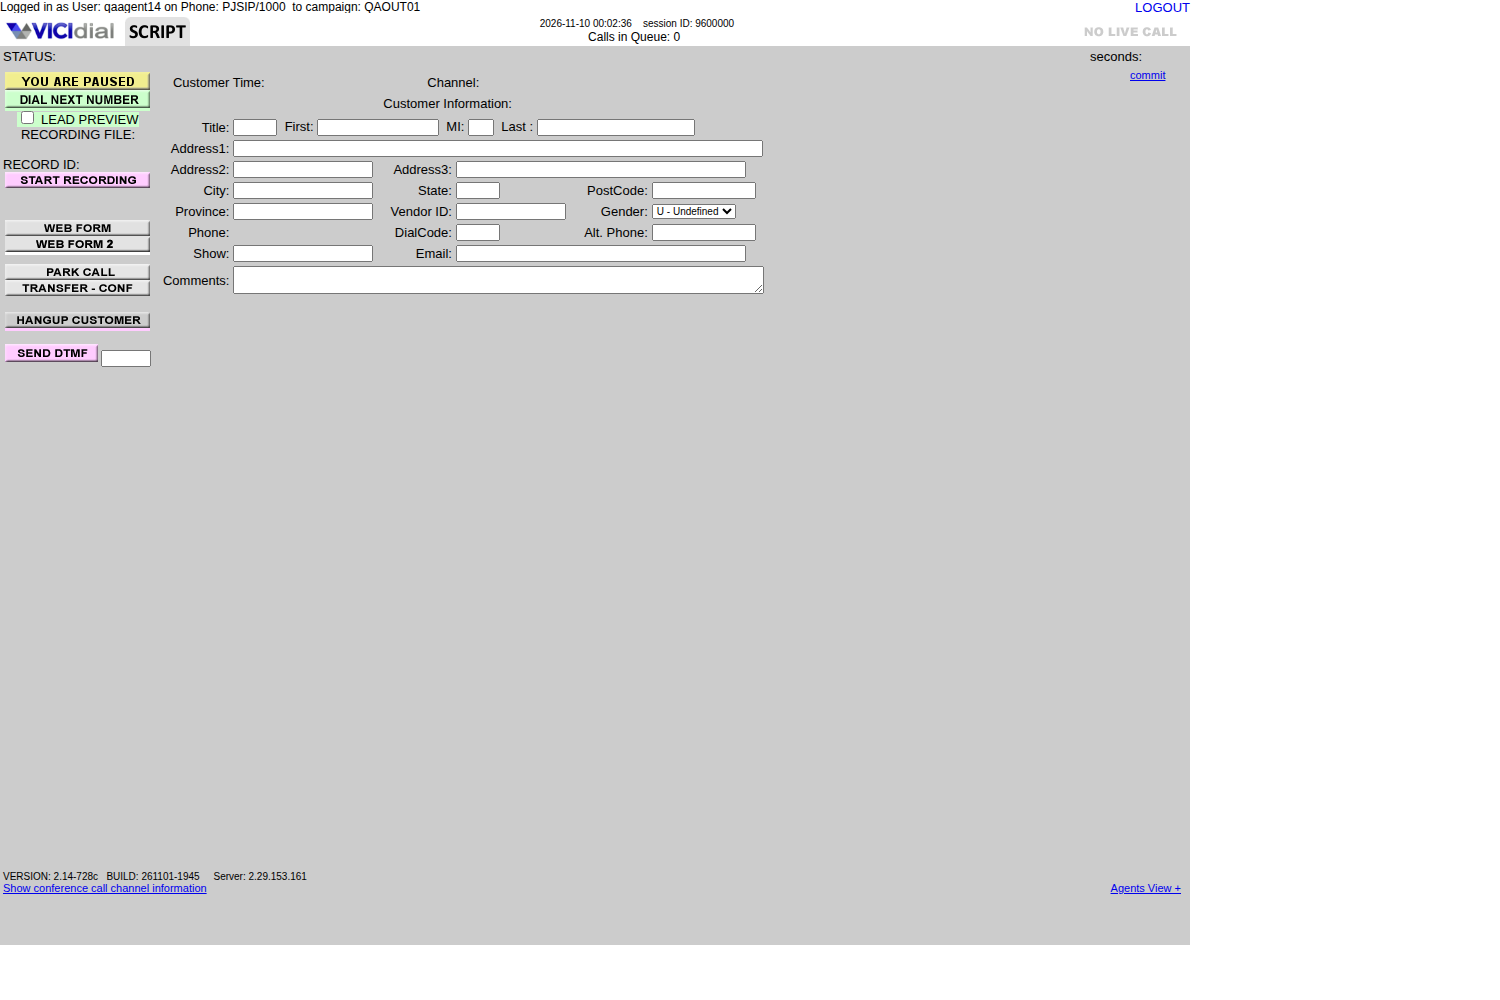 Logged in as User: qaagent14 on Phone: PJSIP/1000  to campaign: QAOUT01
LOGOUT
VICIdial
SCRIPT
2026-11-10 00:02:36    session ID: 9600000
Calls in Queue: 0
NO LIVE CALL
STATUS:
seconds:
YOU ARE PAUSED
commit
Customer Time:
Channel:
DIAL NEXT NUMBER
Customer Information:
LEAD PREVIEW
Title:
First:
MI:
Last :
RECORDING FILE:
Address1:
RECORD ID:
Address2:
Address3:
START RECORDING
City:
State:
PostCode:
Province:
Vendor ID:
Gender:
U - Undefined
WEB FORM
Phone:
DialCode:
Alt. Phone:
WEB FORM 2
Show:
Email:
PARK CALL
Comments:
TRANSFER - CONF
HANGUP CUSTOMER
SEND DTMF
VERSION: 2.14-728c   BUILD: 261101-1945     Server: 2.29.153.161
Show conference call channel information
Agents View +